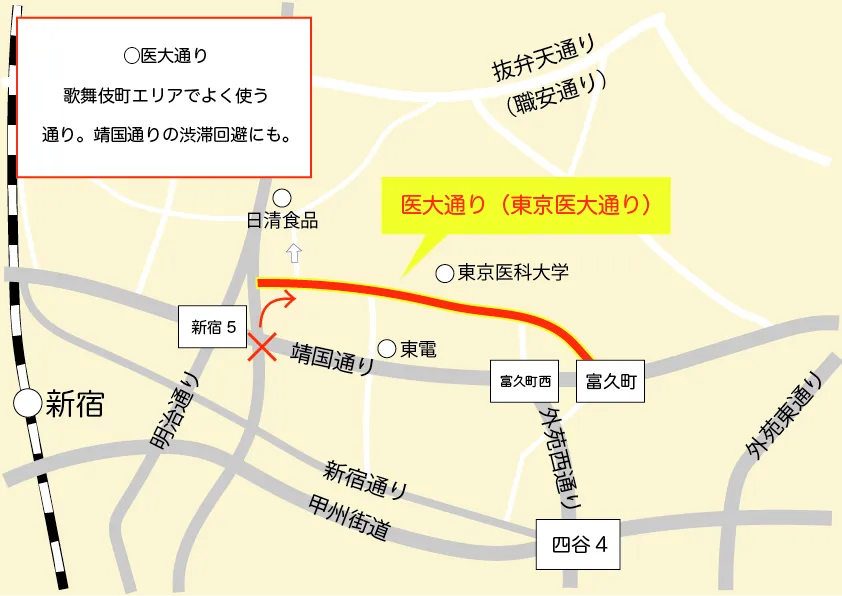 ○医大通り
歌舞伎町エリアでよく使う
通り。靖国通りの渋滞回避にも。
抜弁天通り
（職安通り）
医大通り（東京医大通り）
日清食品
東京医科大学
新宿５
靖国通り
東電
富久町西
富久町
新宿
明治通り
外苑西通り
外苑東通り
新宿通り
甲州街道
四谷４